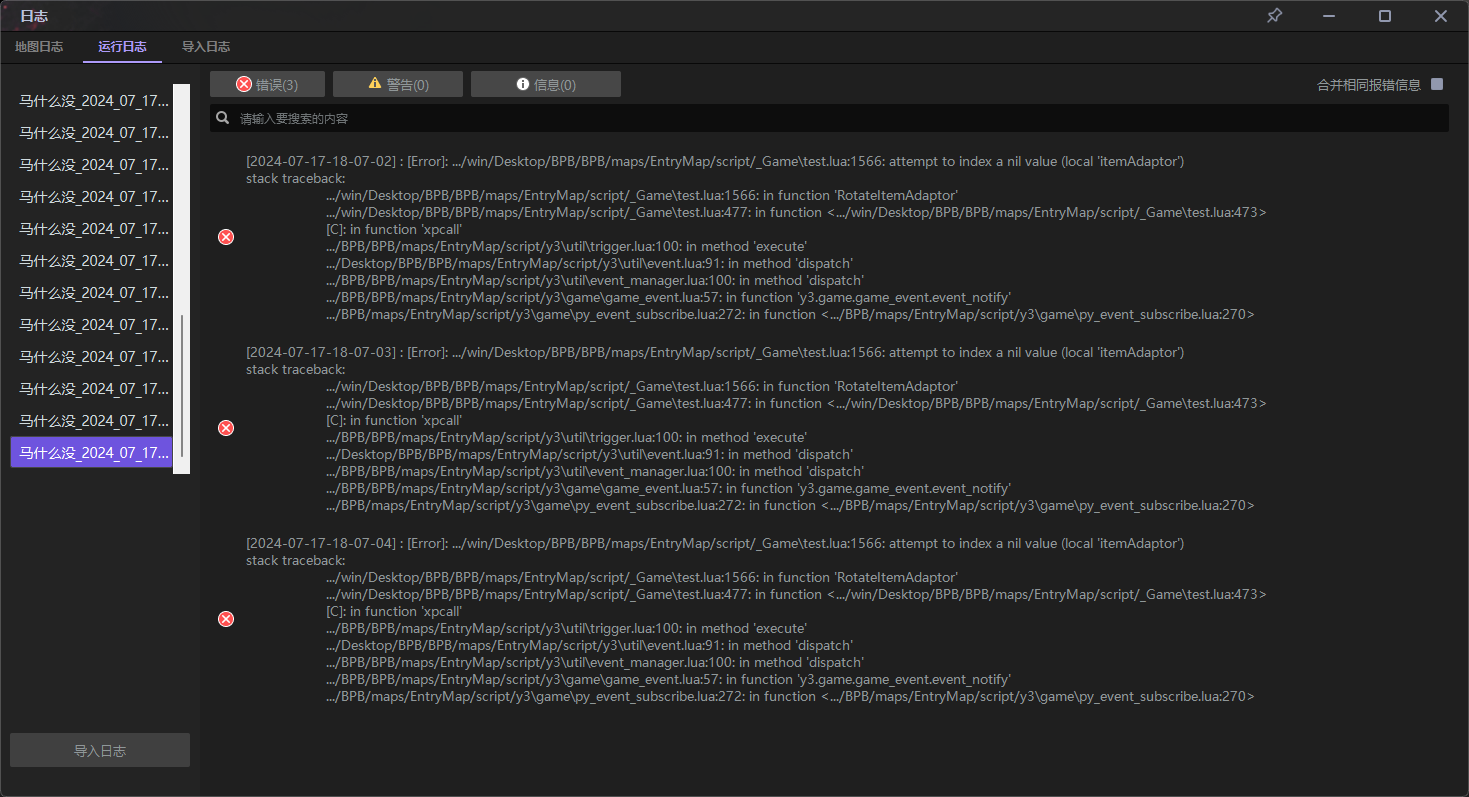 日志
地图日志
运行日志
导入日志
马什么没_2024_07_17...
马什么没_2024_07_17...
马什么没_2024_07_17...
马什么没_2024_07_17...
马什么没_2024_07_17...
马什么没_2024_07_17...
马什么没_2024_07_17...
马什么没_2024_07_17...
马什么没_2024_07_17...
马什么没_2024_07_17...
马什么没_2024_07_17...
马什么没_2024_07_17...
导入日志
错误(3)
警告(0)
信息(0)
合并相同报错信息
请输入要搜索的内容
[2024-07-17-18-07-02] : [Error]: .../win/Desktop/BPB/BPB/maps/EntryMap/script/_Game\test.lua:1566: attempt to index a nil value (local 'itemAdaptor')
stack traceback:
.../win/Desktop/BPB/BPB/maps/EntryMap/script/_Game\test.lua:1566: in function 'RotateItemAdaptor'
.../win/Desktop/BPB/BPB/maps/EntryMap/script/_Game\test.lua:477: in function <.../win/Desktop/BPB/BPB/maps/EntryMap/script/_Game\test.lua:473>
[C]: in function 'xpcall'
.../BPB/BPB/maps/EntryMap/script/y3\util\trigger.lua:100: in method 'execute'
.../Desktop/BPB/BPB/maps/EntryMap/script/y3\util\event.lua:91: in method 'dispatch'
.../BPB/BPB/maps/EntryMap/script/y3\util\event_manager.lua:100: in method 'dispatch'
.../BPB/BPB/maps/EntryMap/script/y3\game\game_event.lua:57: in function 'y3.game.game_event.event_notify'
.../BPB/maps/EntryMap/script/y3\game\py_event_subscribe.lua:272: in function <.../BPB/maps/EntryMap/script/y3\game\py_event_subscribe.lua:270>
[2024-07-17-18-07-03] : [Error]: .../win/Desktop/BPB/BPB/maps/EntryMap/script/_Game\test.lua:1566: attempt to index a nil value (local 'itemAdaptor')
stack traceback:
.../win/Desktop/BPB/BPB/maps/EntryMap/script/_Game\test.lua:1566: in function 'RotateItemAdaptor'
.../win/Desktop/BPB/BPB/maps/EntryMap/script/_Game\test.lua:477: in function <.../win/Desktop/BPB/BPB/maps/EntryMap/script/_Game\test.lua:473>
[C]: in function 'xpcall'
.../BPB/BPB/maps/EntryMap/script/y3\util\trigger.lua:100: in method 'execute'
.../Desktop/BPB/BPB/maps/EntryMap/script/y3\util\event.lua:91: in method 'dispatch'
.../BPB/BPB/maps/EntryMap/script/y3\util\event_manager.lua:100: in method 'dispatch'
.../BPB/BPB/maps/EntryMap/script/y3\game\game_event.lua:57: in function 'y3.game.game_event.event_notify'
.../BPB/maps/EntryMap/script/y3\game\py_event_subscribe.lua:272: in function <.../BPB/maps/EntryMap/script/y3\game\py_event_subscribe.lua:270>
[2024-07-17-18-07-04] : [Error]: .../win/Desktop/BPB/BPB/maps/EntryMap/script/_Game\test.lua:1566: attempt to index a nil value (local 'itemAdaptor')
stack traceback:
.../win/Desktop/BPB/BPB/maps/EntryMap/script/_Game\test.lua:1566: in function 'RotateItemAdaptor'
.../win/Desktop/BPB/BPB/maps/EntryMap/script/_Game\test.lua:477: in function <.../win/Desktop/BPB/BPB/maps/EntryMap/script/_Game\test.lua:473>
[C]: in function 'xpcall'
.../BPB/BPB/maps/EntryMap/script/y3\util\trigger.lua:100: in method 'execute'
.../Desktop/BPB/BPB/maps/EntryMap/script/y3\util\event.lua:91: in method 'dispatch'
.../BPB/BPB/maps/EntryMap/script/y3\util\event_manager.lua:100: in method 'dispatch'
.../BPB/BPB/maps/EntryMap/script/y3\game\game_event.lua:57: in function 'y3.game.game_event.event_notify'
.../BPB/maps/EntryMap/script/y3\game\py_event_subscribe.lua:272: in function <.../BPB/maps/EntryMap/script/y3\game\py_event_subscribe.lua:270>